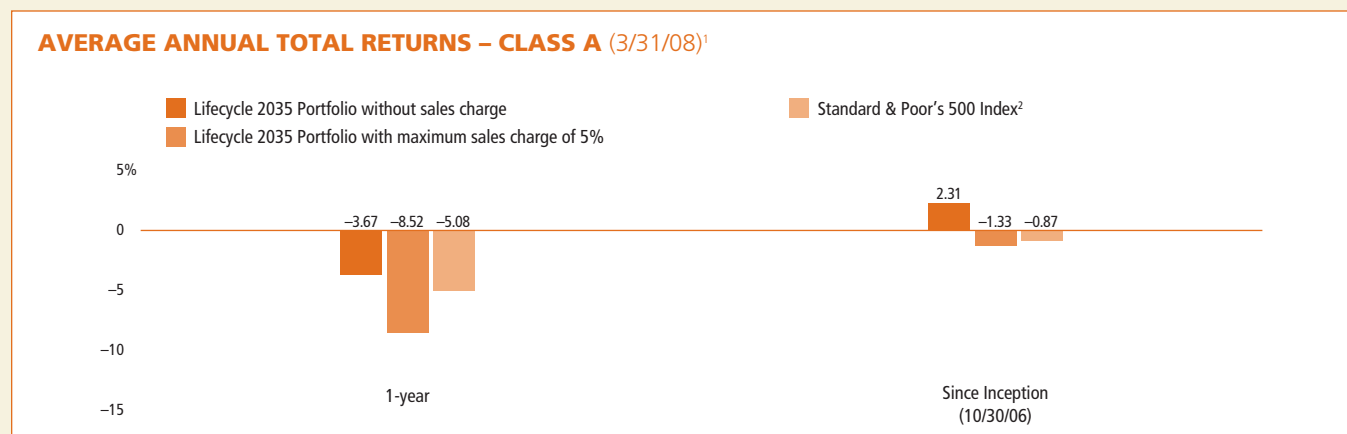 AVERAGE ANNUAL TOTAL RETURNS – CLASS A (3/31/08)¹
Lifecycle 2035 Portfolio without sales charge
Standard & Poor's 500 Index²
Lifecycle 2035 Portfolio with maximum sales charge of 5%
5%
2.31
–3.67 –8.52 –5.08
–1.33 –0.87
0
–5
–10
1-year
Since Inception
(10/30/06)
–15